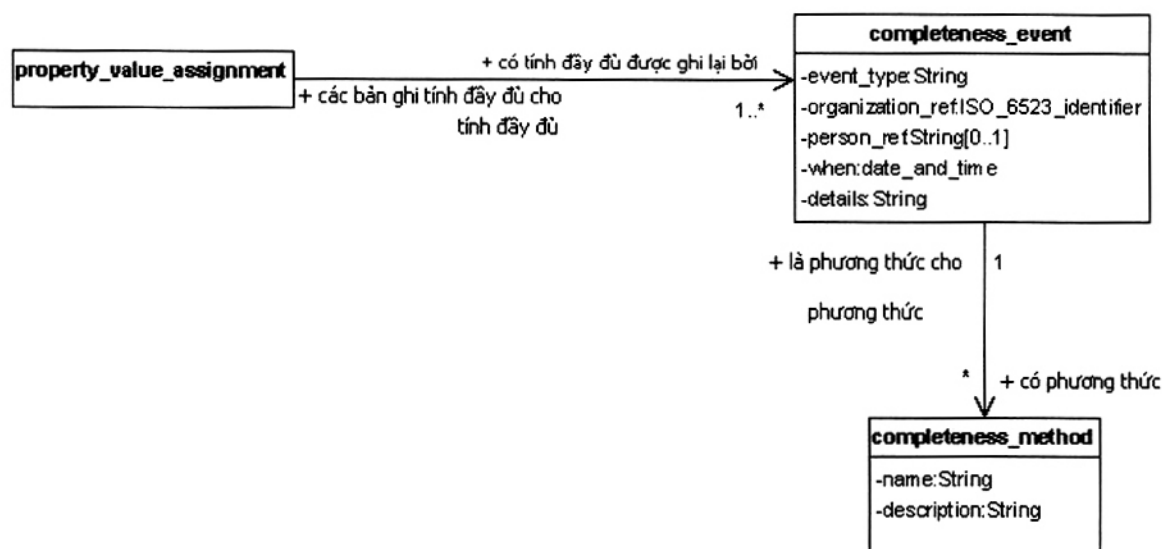 property_value_assignment
+ có tính đầy đủ được ghi lại bởi
+ các bản ghi tính đầy đủ cho
tính đầy đủ
1..*
completeness_event
-event_type:String
-organization_ref:ISO_6523_identifier
-person_ref:String[0..1]
-when:date_and_time
-details:String
+ là phương thức cho
1
phương thức
*
+ có phương thức
completeness_method
-name:String
-description:String